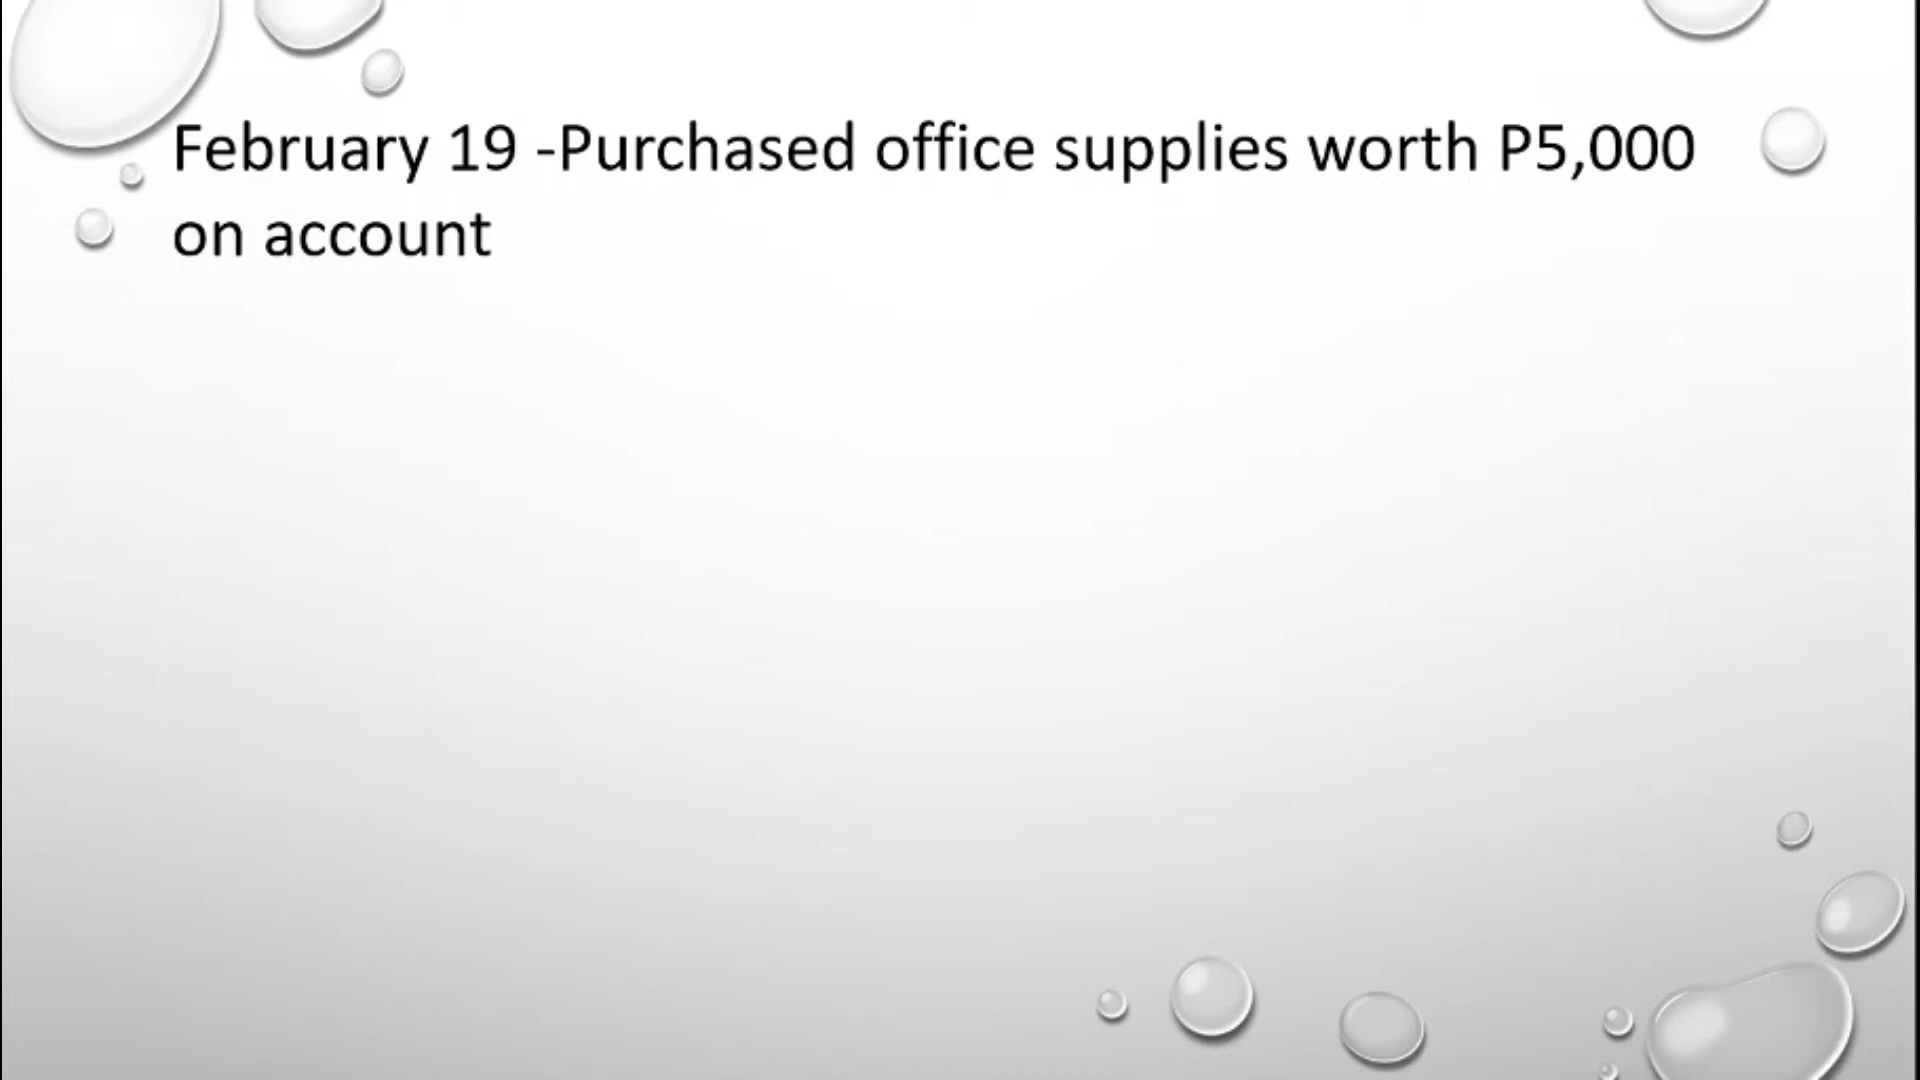 February 19 -Purchased office supplies worth P5,000
on account